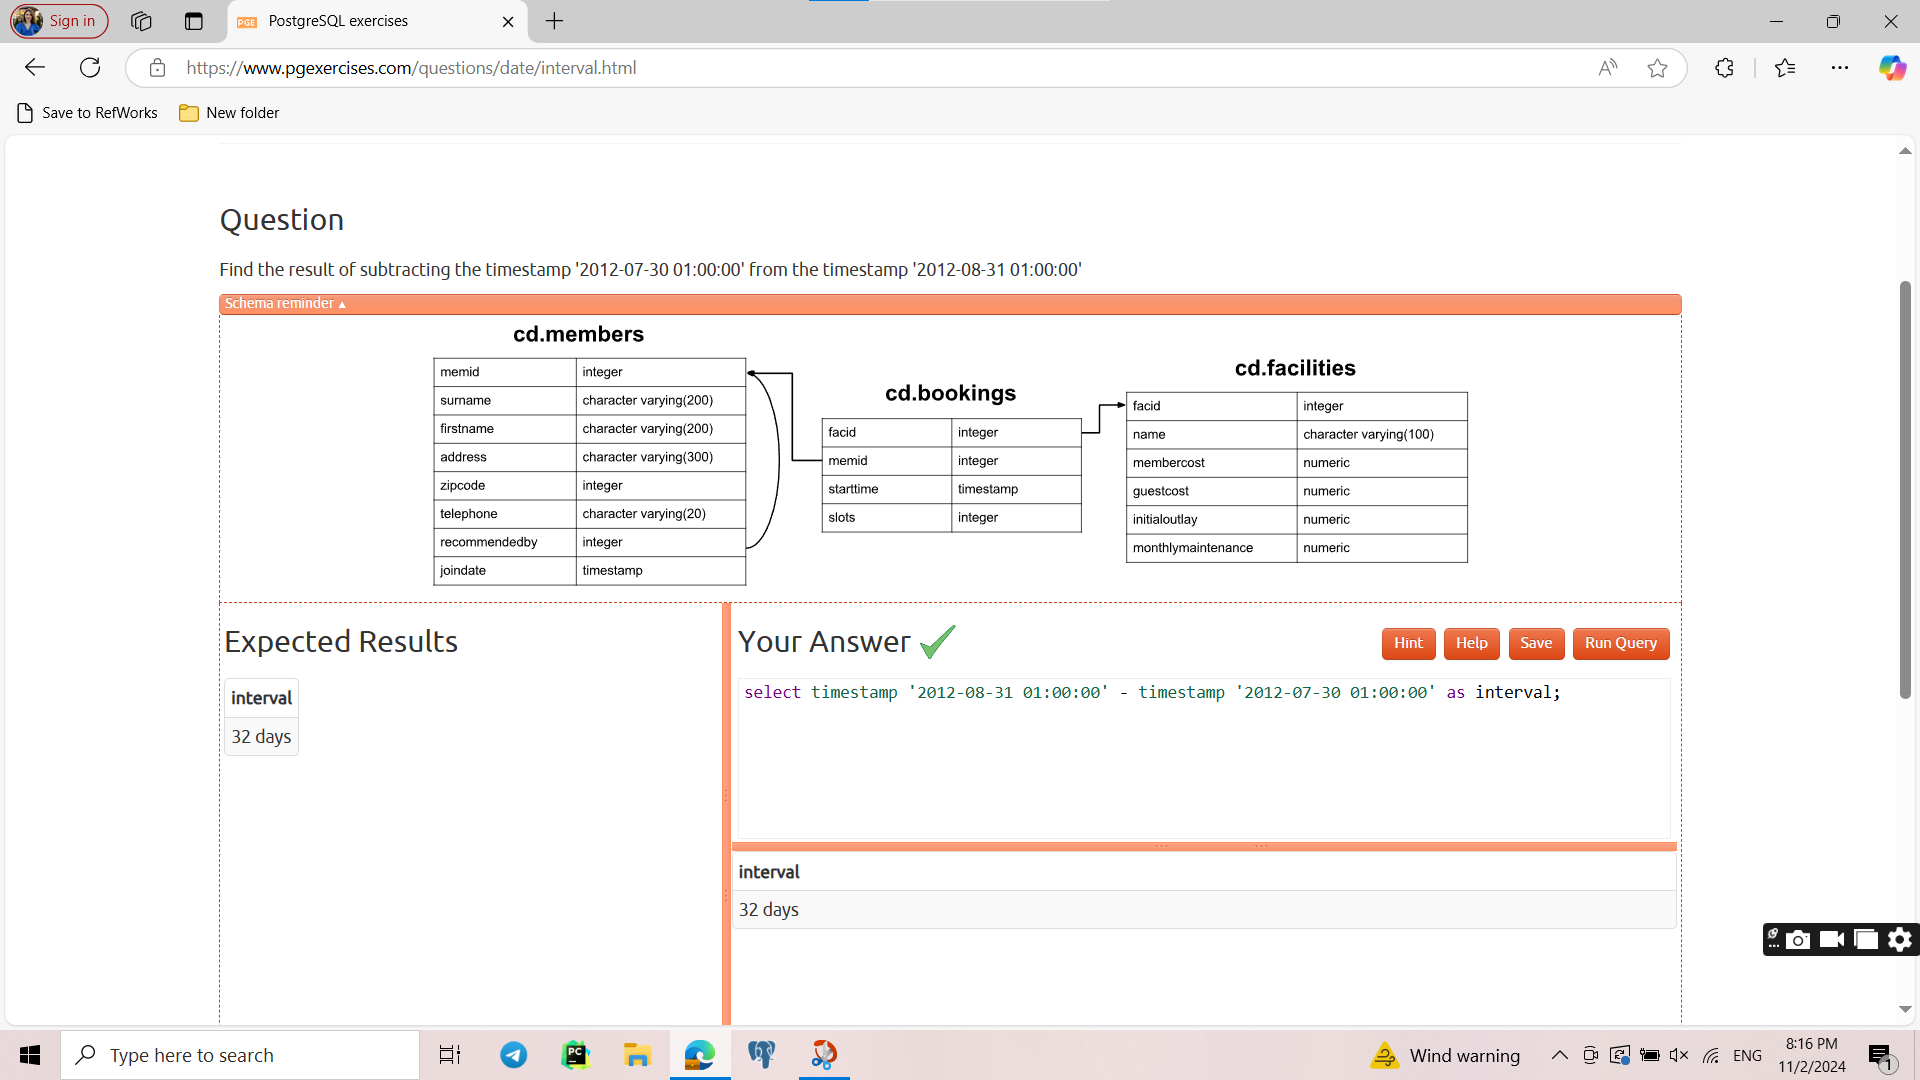 Sign in
PGE PostgreSQL exercises
https://www.pgexercises.com/questions/date/interval.html
Save to RefWorks
New folder
Question
Find the result of subtracting the timestamp '2012-07-30 01:00:00' from the timestamp '2012-08-31 01:00:00'
Schema reminder ▴
cd.members
memid integer
surname character varying(200)
firstname character varying(200)
address character varying(300)
zipcode integer
telephone character varying(20)
recommendedby integer
joindate timestamp
cd.bookings
facid integer
memid integer
starttime timestamp
slots integer
cd.facilities
facid integer
name character varying(100)
membercost numeric
guestcost numeric
initialoutlay numeric
monthlymaintenance numeric
Expected Results
interval
32 days
Your Answer
Hint
Help
Save
Run Query
select timestamp '2012-08-31 01:00:00' - timestamp '2012-07-30 01:00:00' as interval;
interval
32 days
Type here to search
PC
Wind warning
ENG
8:16 PM
11/2/2024
1